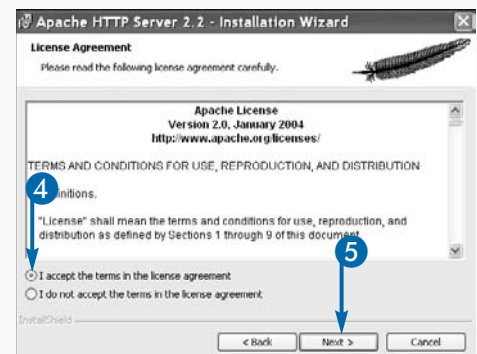 Apache HTTP Server 2.2 - Installation Wizard
License Agreement
Please read the following license agreement carefully.
Apache License
Version 2.0, January 2004
http://www.apache.org/licenses/
TERMS AND CONDITIONS FOR USE, REPRODUCTION, AND DISTRIBUTION
4
initions.
"License" shall mean the terms and conditions for use, reproduction, and
distribution as defined by Sections 1 through 9 of this document.
5
I accept the terms in the license agreement
I do not accept the terms in the license agreement
InstallShield
< Back Next > Cancel